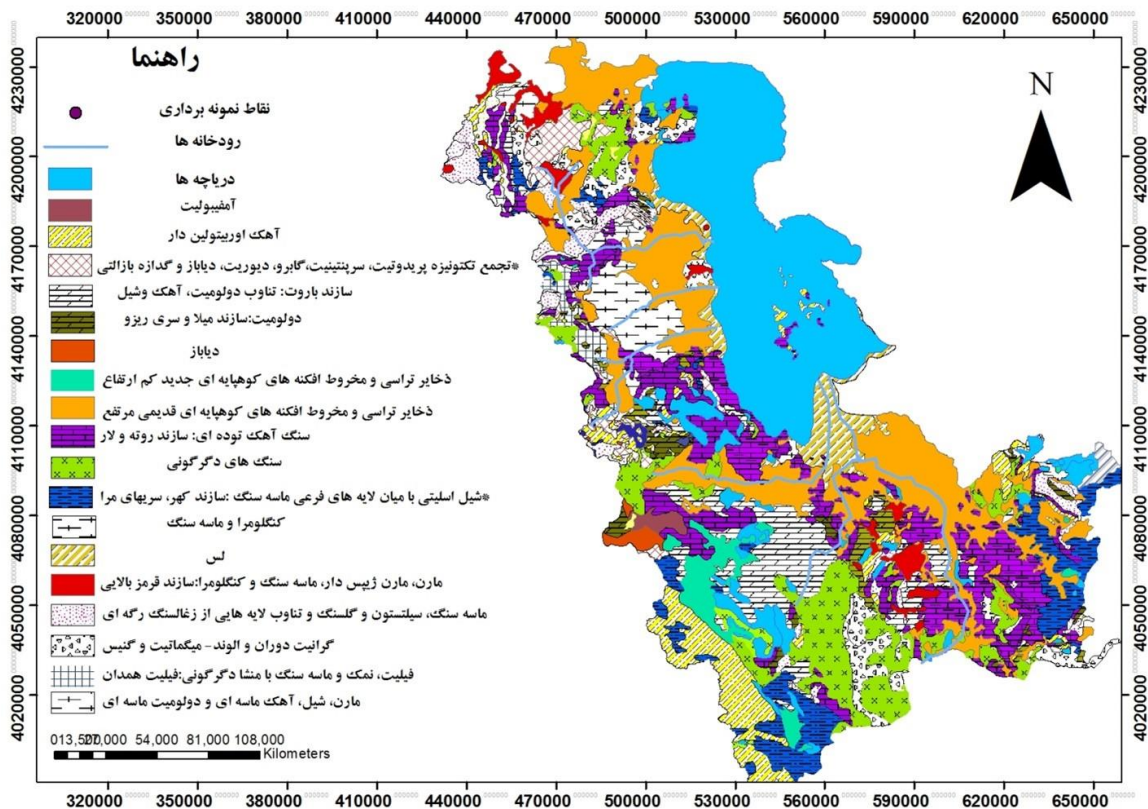 320000 350000 380000 410000 440000 470000 500000 530000 560000 590000 620000 650000
4230000
4200000
4170000
4140000
4110000
4080000
4050000
4020000
راهنما
نقاط نمونه برداری
رودخانه ها
دریاچه ها
آمفیبولیت
آهک اوربیتولین دار
*تجمع تکتونیزه پریدوتیت، سرپنتینیت،گابرو، دیوریت، دیاباز و گدازه بازالتی
سازند باروت: تناوب دولومیت، آهک وشیل
دولومیت:سازند میلا و سری ریزو
دیاباز
ذخایر تراسی و مخروط افکنه های کوهپایه ای جدید کم ارتفاع
ذخایر تراسی و مخروط افکنه های کوهپایه ای قدیمی مرتفع
سنگ آهک توده ای: سازند روته و لار
سنگ های دگرگونی
*شیل اسلیتی با میان لایه های فرعی ماسه سنگ :سازند کهر، سریهای مرا
کنگلومرا و ماسه سنگ
لس
مارن، مارن ژیپس دار، ماسه سنگ و کنگلومرا:سازند قرمز بالایی
ماسه سنگ، سیلتستون و گلسنگ و تناوب لایه هایی از زغالسنگ رگه ای
گرانیت دوران و الوند- میگماتیت و گنیس
فیلیت، نمک و ماسه سنگ با منشا دگرگونی:فیلیت همدان
مارن، شیل، آهک ماسه ای و دولومیت ماسه ای
N
54,000 81,000 108,000
Kilometers
4230000
4200000
4170000
4140000
4110000
4080000
4050000
4020000
320000 350000 380000 410000 440000 470000 500000 530000 560000 590000 620000 650000